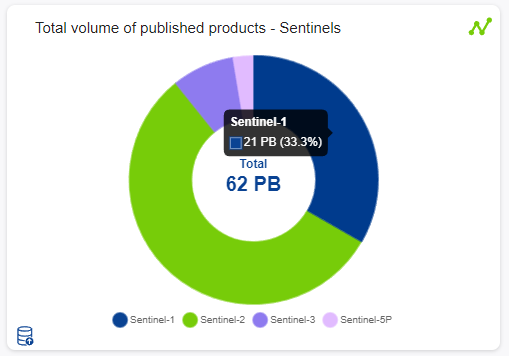 Total volume of published products - Sentinels
Sentinel-1
21 PB (33.3%)
Total
62 PB
Sentinel-1 Sentinel-2 Sentinel-3 Sentinel-5P